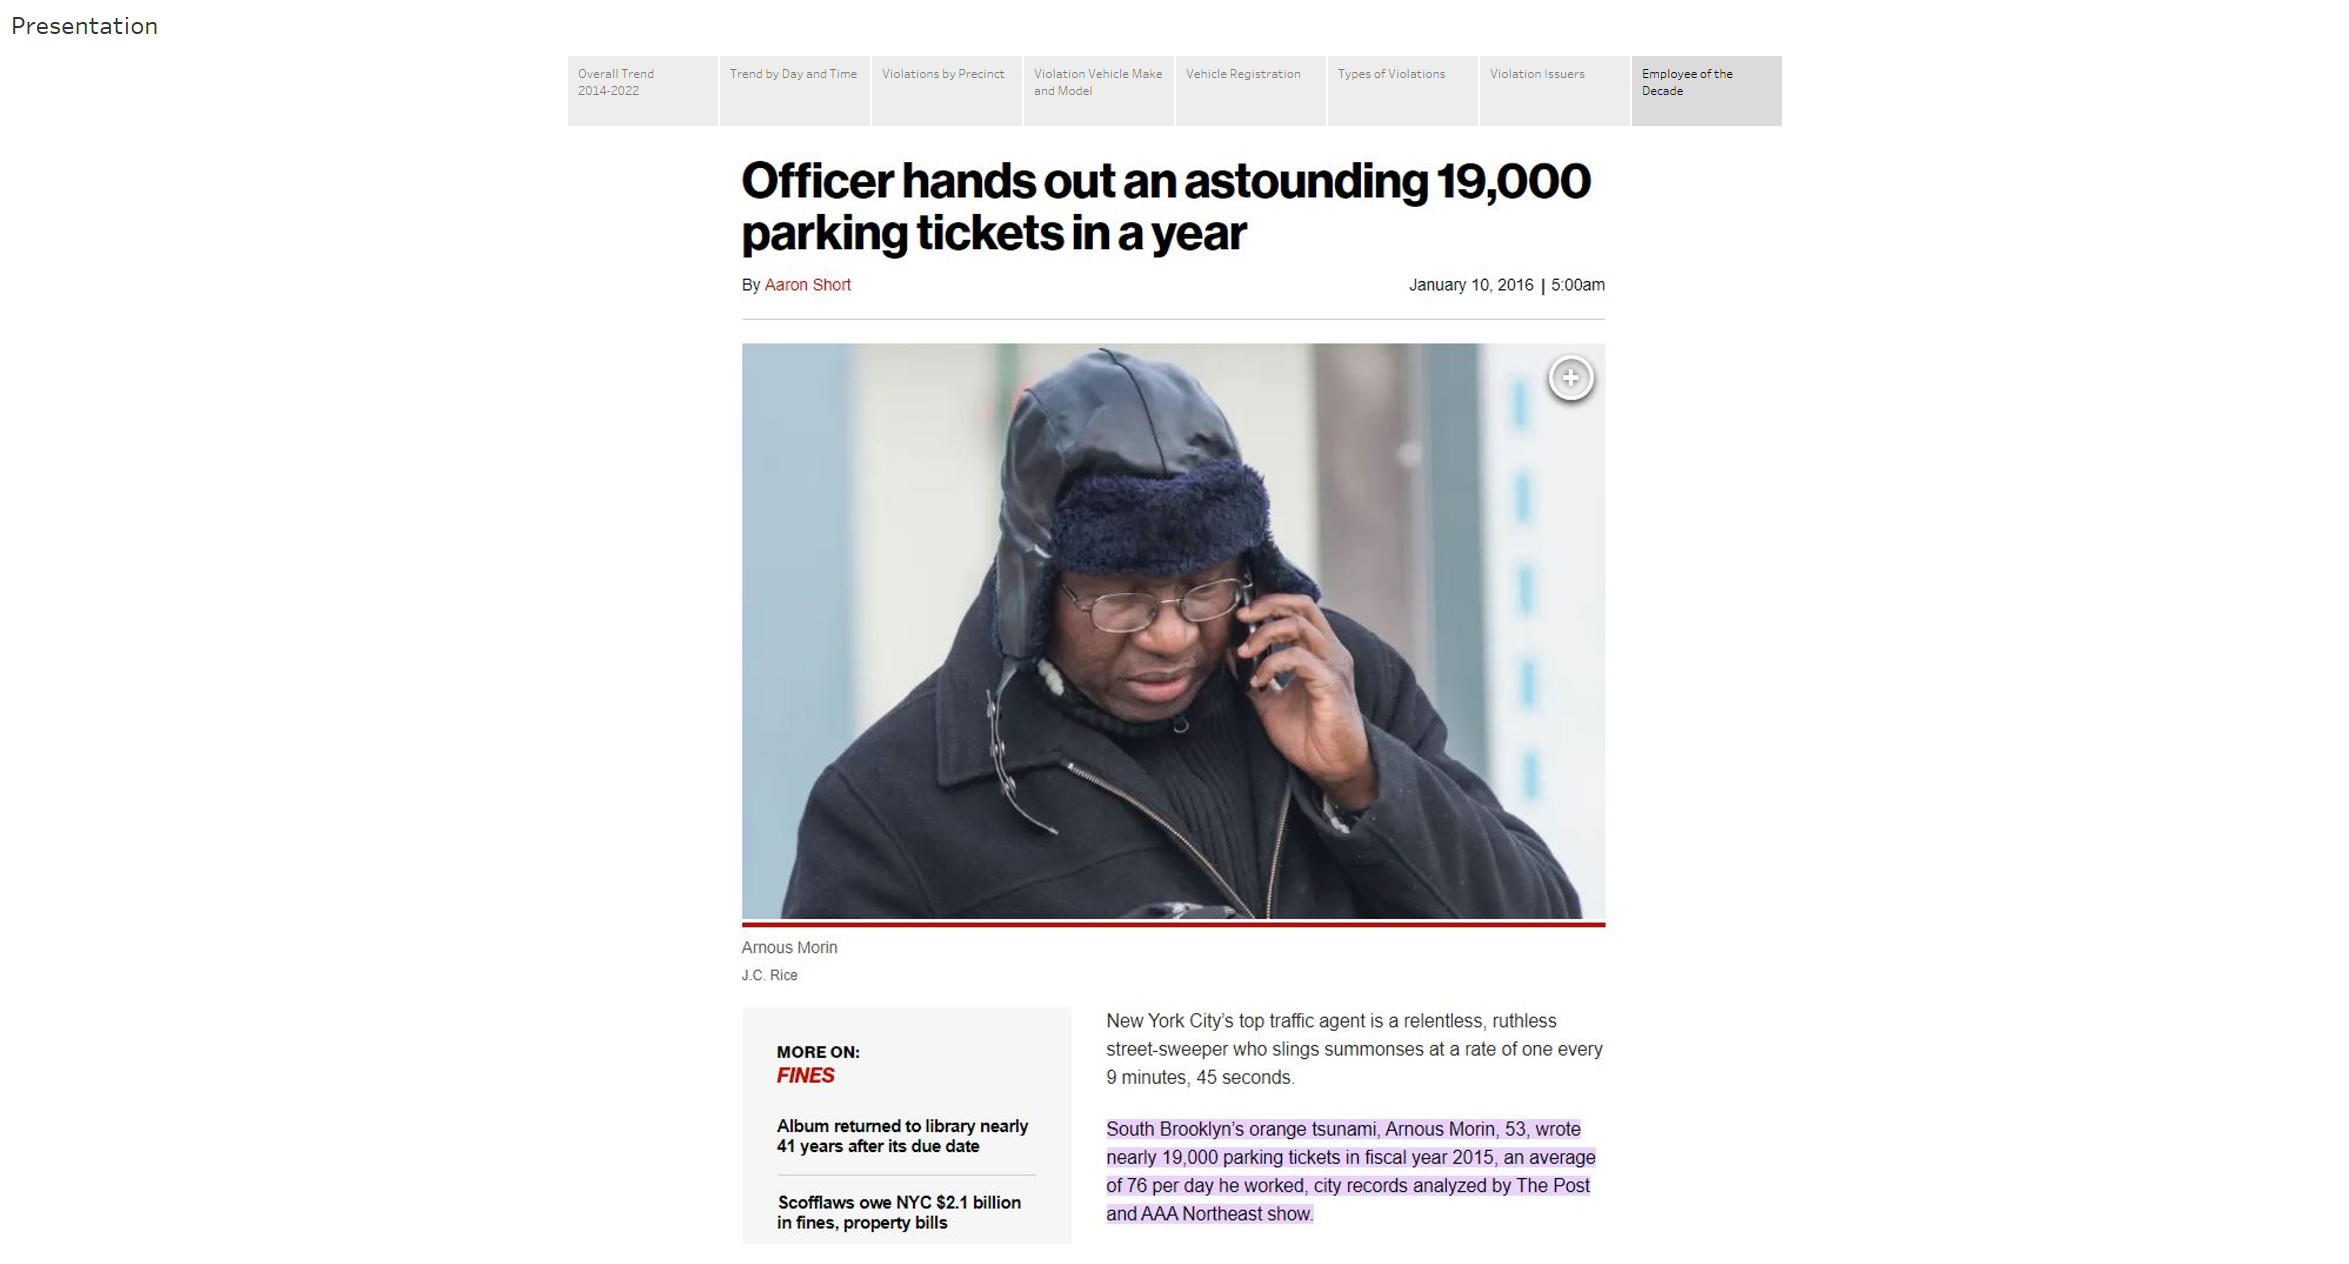 Presentation
Overall Trend
2014-2022
Trend by Day and Time
Violations by Precinct
Violation Vehicle Make
and Model
Vehicle Registration
Types of Violations
Violation Issuers
Employee of the
Decade
Officer hands out an astounding 19,000
parking tickets in a year
By Aaron Short
January 10, 2016 | 5:00am
Arnous Morin
J.C. Rice
MORE ON:
FINES
Album returned to library nearly
41 years after its due date
Scofflaws owe NYC $2.1 billion
in fines, property bills
New York City’s top traffic agent is a relentless, ruthless
street-sweeper who slings summonses at a rate of one every
9 minutes, 45 seconds.
South Brooklyn’s orange tsunami, Arnous Morin, 53, wrote
nearly 19,000 parking tickets in fiscal year 2015, an average
of 76 per day he worked, city records analyzed by The Post
and AAA Northeast show.